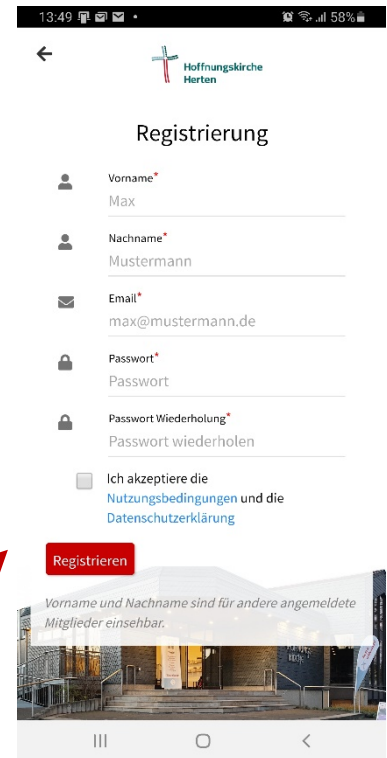 13:49 58%
Hoffnungskirche
Herten
Registrierung
Vorname*
Max
Nachname*
Mustermann
Email*
max@mustermann.de
Passwort*
Passwort
Passwort Wiederholung*
Passwort wiederholen
Ich akzeptiere die
Nutzungsbedingungen und die
Datenschutzerklärung
Registrieren
Vorname und Nachname sind für andere angemeldete
Mitglieder einsehbar.